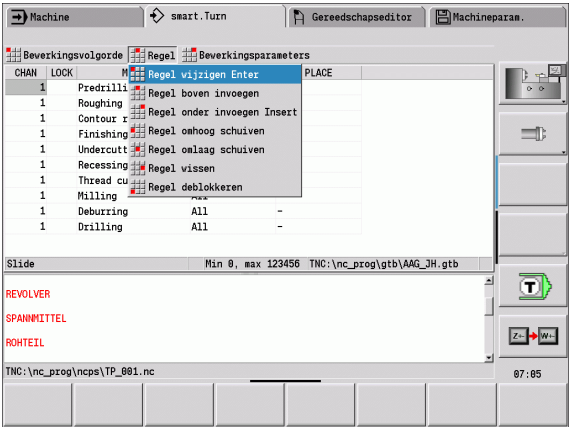 Machine smart.Turn Gereedschapseditor Machineparam.
Bewerkingsvolgorde Regel Bewerkingsparameters
CHAN LOCK M PLACE
Regel wijzigen Enter
Regel boven invoegen
Regel onder invoegen Insert
Regel omhoog schuiven
Regel omlaag schuiven
Regel wissen
Regel deblokkeren
1 Predrilli
1 Roughing
1 Contour r
1 Finishing
1 Undercutt
1 Recessing
1 Thread cu
1 Milling All
1 Deburring All -
1 Drilling All -
Slide Min 0, max 123456 TNC:\nc_prog\gtb\AAG_JH.gtb
REVOLVER
SPANNMITTEL
ROHTEIL
TNC:\nc_prog\ncps\TP_001.nc
T
Z+- W+-
07:05